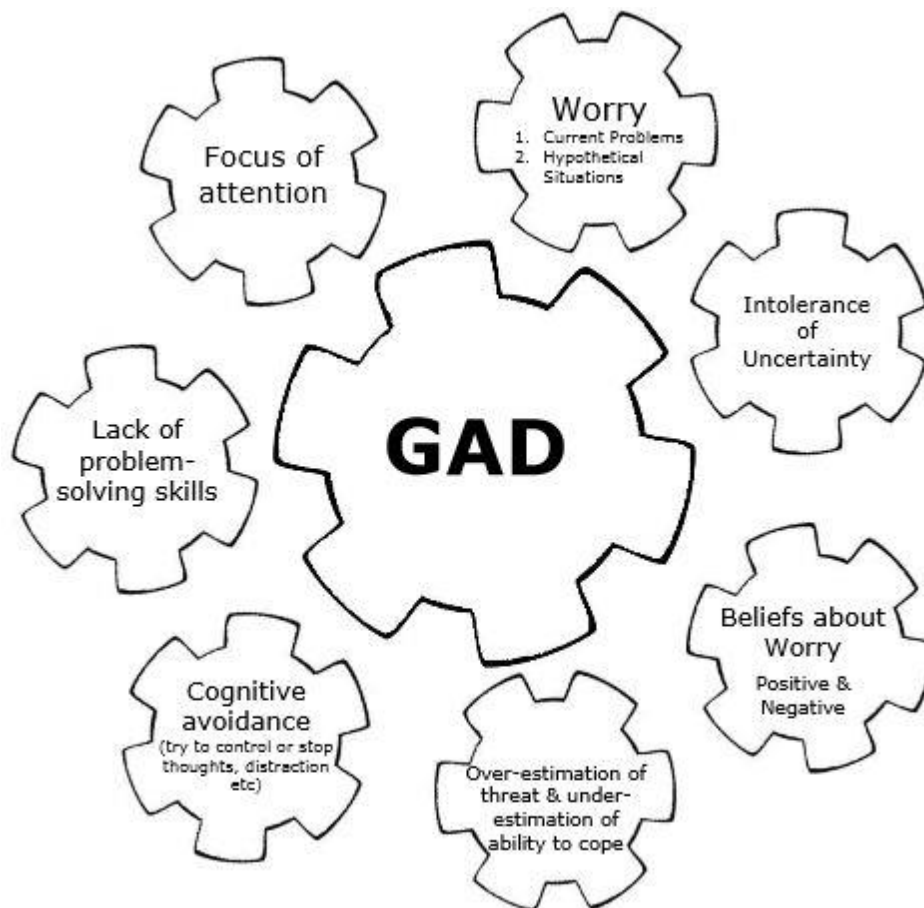 Worry
1. Current Problems
2. Hypothetical
Situations
Focus of
attention
Intolerance
of
Uncertainty
GAD
Lack of
problem-
solving skills
Beliefs about
Worry
Positive &
Negative
Cognitive
avoidance
(try to control or stop
thoughts, distraction
etc)
Over-estimation of
threat & under-
estimation of
ability to cope